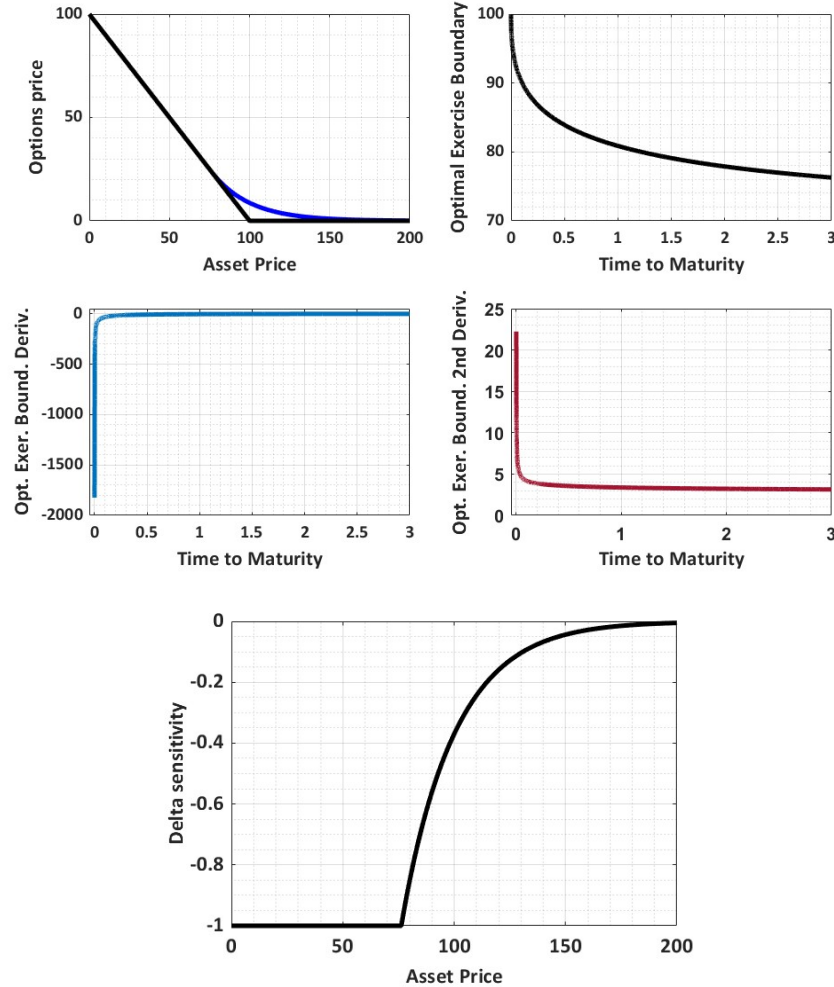 100
50
0
0 50 100 150 200
Options price
Asset Price
100
90
80
70
0 0.5 1 1.5 2 2.5 3
Optimal Exercise Boundary
Time to Maturity
0
-500
-1000
-1500
-2000
0 0.5 1 1.5 2 2.5 3
Opt. Exer. Bound. Deriv.
Time to Maturity
25
20
15
10
5
0
0 1 2 3
Opt. Exer. Bound. 2nd Deriv.
Time to Maturity
0
-0.2
-0.4
-0.6
-0.8
-1
0 50 100 150 200
Delta sensitivity
Asset Price